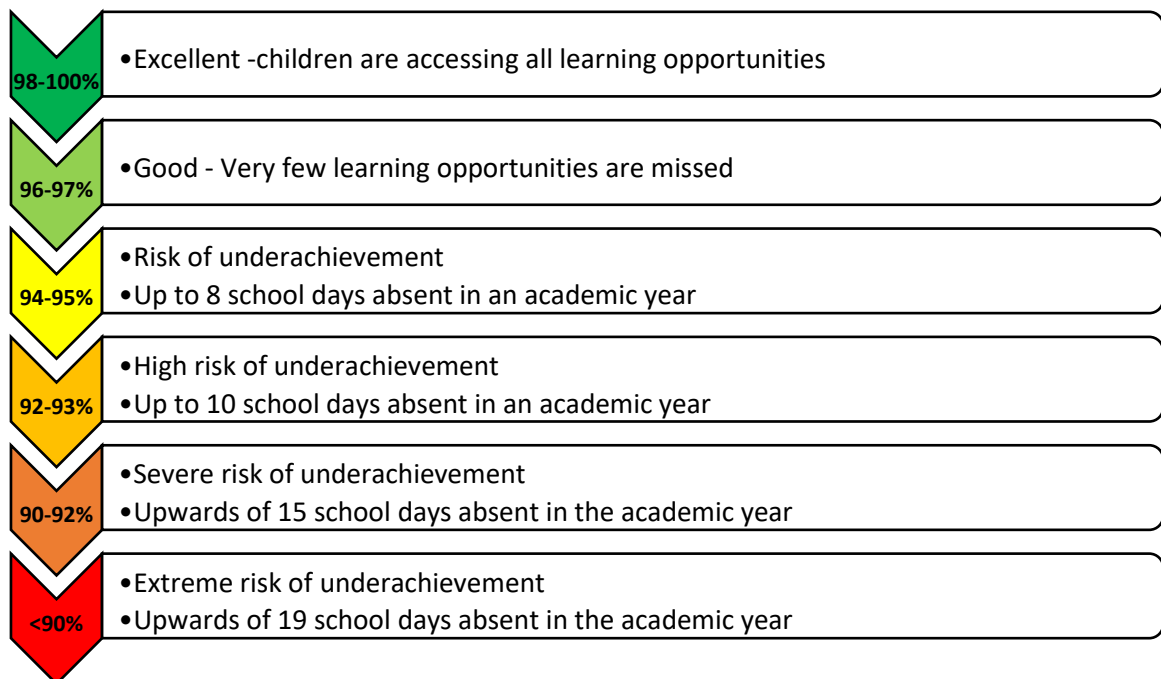 98-100%
•Excellent -children are accessing all learning opportunities
96-97%
•Good - Very few learning opportunities are missed
94-95%
•Risk of underachievement
•Up to 8 school days absent in an academic year
92-93%
•High risk of underachievement
•Up to 10 school days absent in an academic year
90-92%
•Severe risk of underachievement
•Upwards of 15 school days absent in the academic year
<90%
•Extreme risk of underachievement
•Upwards of 19 school days absent in the academic year